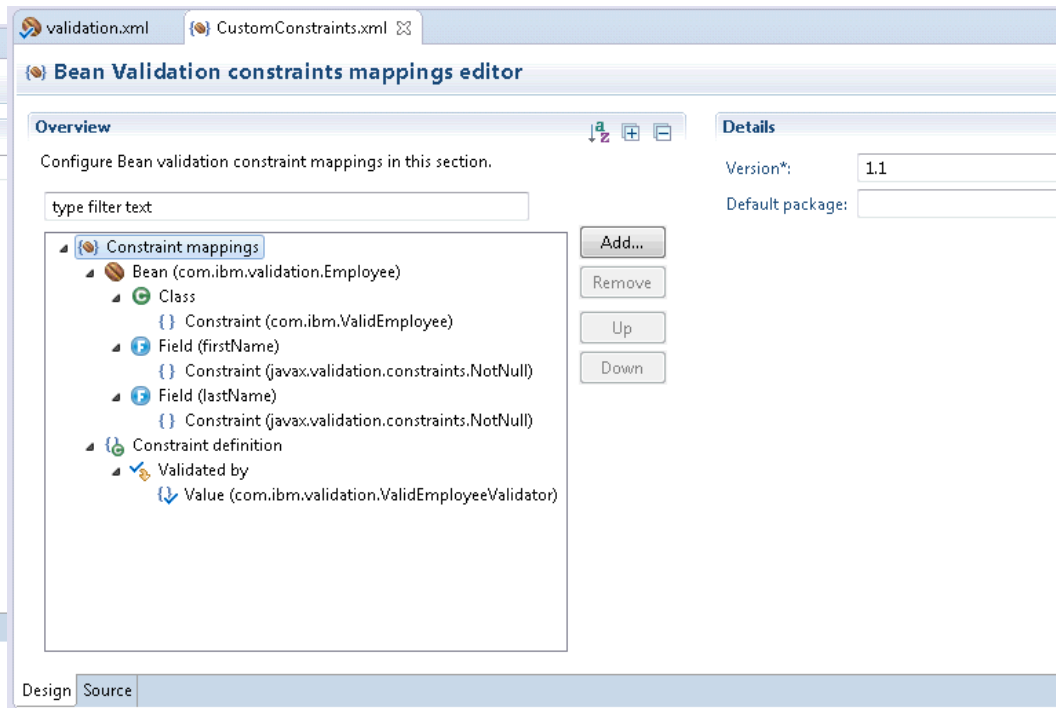 validation.xml
CustomConstraints.xml
Bean Validation constraints mappings editor
Overview
Configure Bean validation constraint mappings in this section.
type filter text
Constraint mappings
Bean (com.ibm.validation.Employee)
Class
{} Constraint (com.ibm.ValidEmployee)
Field (firstName)
{} Constraint (javax.validation.constraints.NotNull)
Field (lastName)
{} Constraint (javax.validation.constraints.NotNull)
Constraint definition
Validated by
Value (com.ibm.validation.ValidEmployeeValidator)
Add...
Remove
Up
Down
Details
Version*: 1.1
Default package:
Design Source